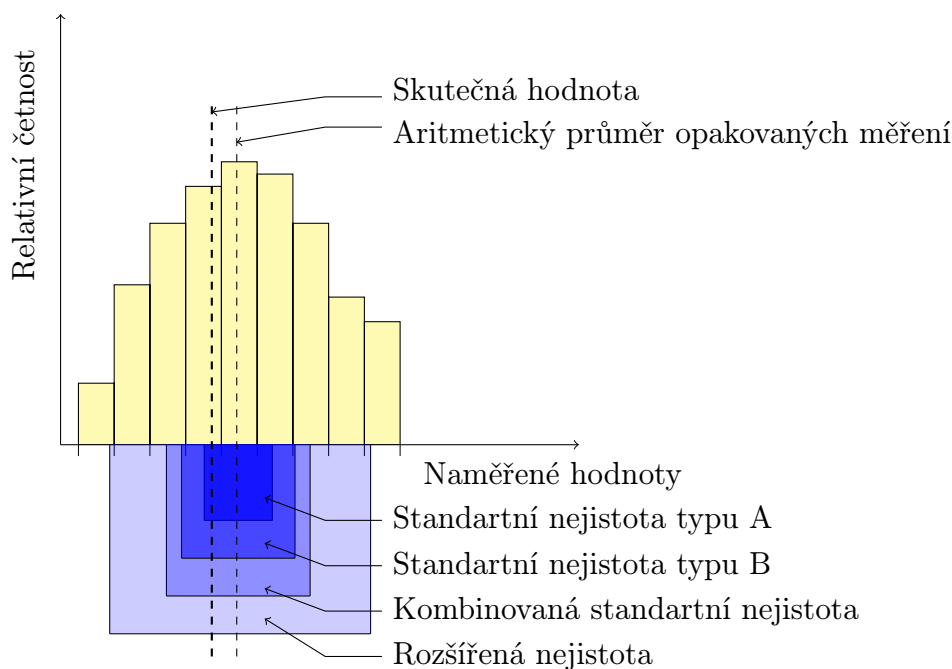 Relativní četnost
Skutečná hodnota
Aritmetický průměr opakovaných měření
Naměřené hodnoty
Standartní nejistota typu A
Standartní nejistota typu B
Kombinovaná standartní nejistota
Rozšířená nejistota